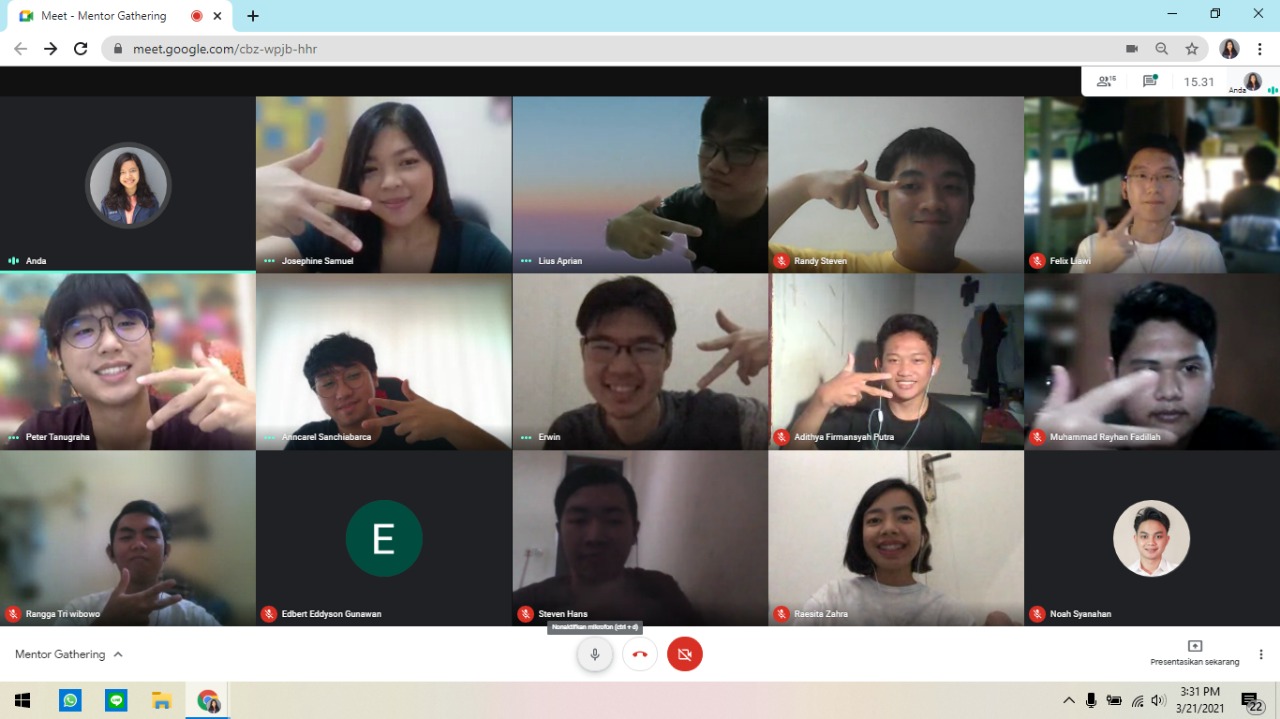 Meet - Mentor Gathering
meet.google.com/cbz-wpjb-hhr
16
15.31
Anda
Anda
Josephine Samuel
Lius Aprian
Randy Steven
Felix Liawi
Peter Tanugraha
Anncarel Sanchiabarca
Erwin
Adithya Firmansyah Putra
Muhammad Rayhan Fadillah
E
Rangga Tri wibowo
Edbert Eddyson Gunawan
Steven Hans
Raesita Zahra
Noah Syanahan
Nonaktifkan mikrofon (ctrl + d)
Mentor Gathering
Presentasikan sekarang
3:31 PM
3/21/2021
22